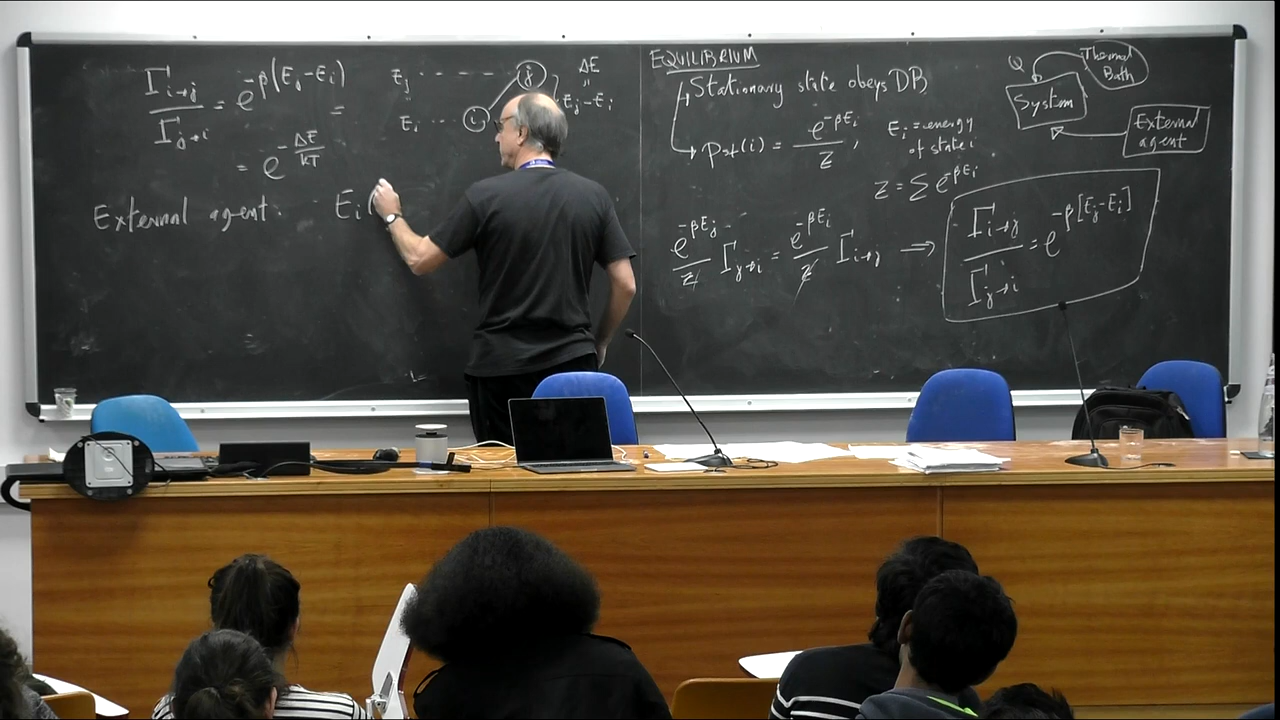 Γi→j / Γj→i = e^-β(Ej-Ei) =
= e^-ΔE/kT
Ej
j
ΔE
"
Ej-Ei
Ei
i
External agent: Ei(
EQUILIBRIUM
Stationary state obeys DB
pst(i) = e^-βEi / Z,
Ei = energy
of state i
Z = Σ e^-βEi
e^-βEj / Z Γj→i = e^-βEi / Z Γi→j ⟹ Γi→j / Γj→i = e^-β[Ej-Ei]
Q
Thermal
Bath
System
External
agent